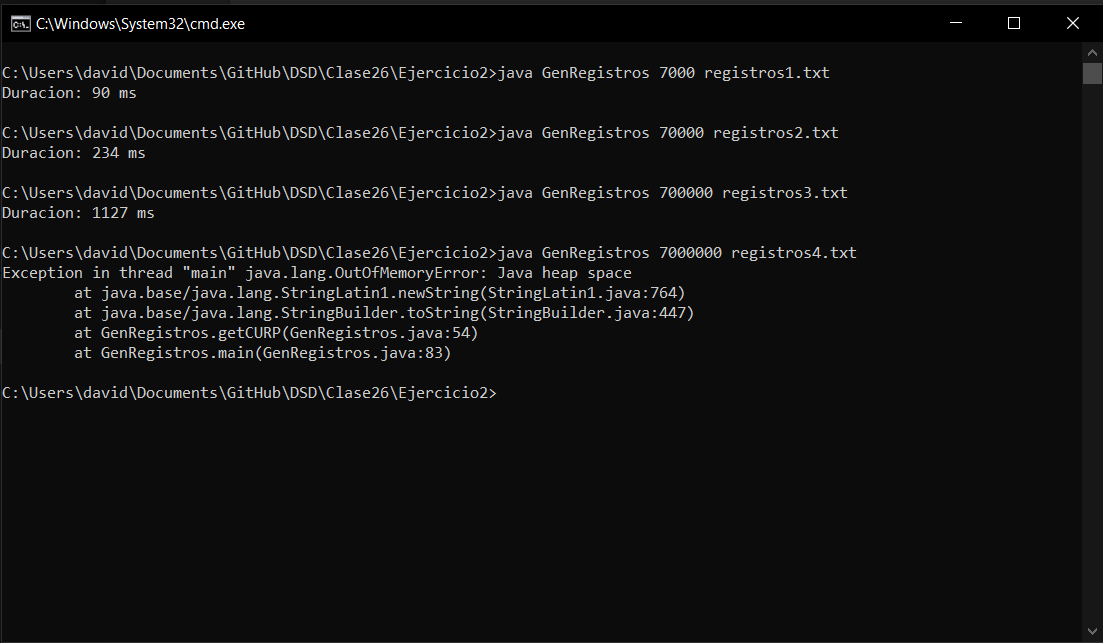 C:\Windows\System32\cmd.exe
C:\Users\david\Documents\GitHub\DSD\Clase26\Ejercicio2>java GenRegistros 7000 registros1.txt
Duracion: 90 ms
C:\Users\david\Documents\GitHub\DSD\Clase26\Ejercicio2>java GenRegistros 70000 registros2.txt
Duracion: 234 ms
C:\Users\david\Documents\GitHub\DSD\Clase26\Ejercicio2>java GenRegistros 700000 registros3.txt
Duracion: 1127 ms
C:\Users\david\Documents\GitHub\DSD\Clase26\Ejercicio2>java GenRegistros 7000000 registros4.txt
Exception in thread "main" java.lang.OutOfMemoryError: Java heap space
        at java.base/java.lang.StringLatin1.newString(StringLatin1.java:764)
        at java.base/java.lang.StringBuilder.toString(StringBuilder.java:447)
        at GenRegistros.getCURP(GenRegistros.java:54)
        at GenRegistros.main(GenRegistros.java:83)
C:\Users\david\Documents\GitHub\DSD\Clase26\Ejercicio2>